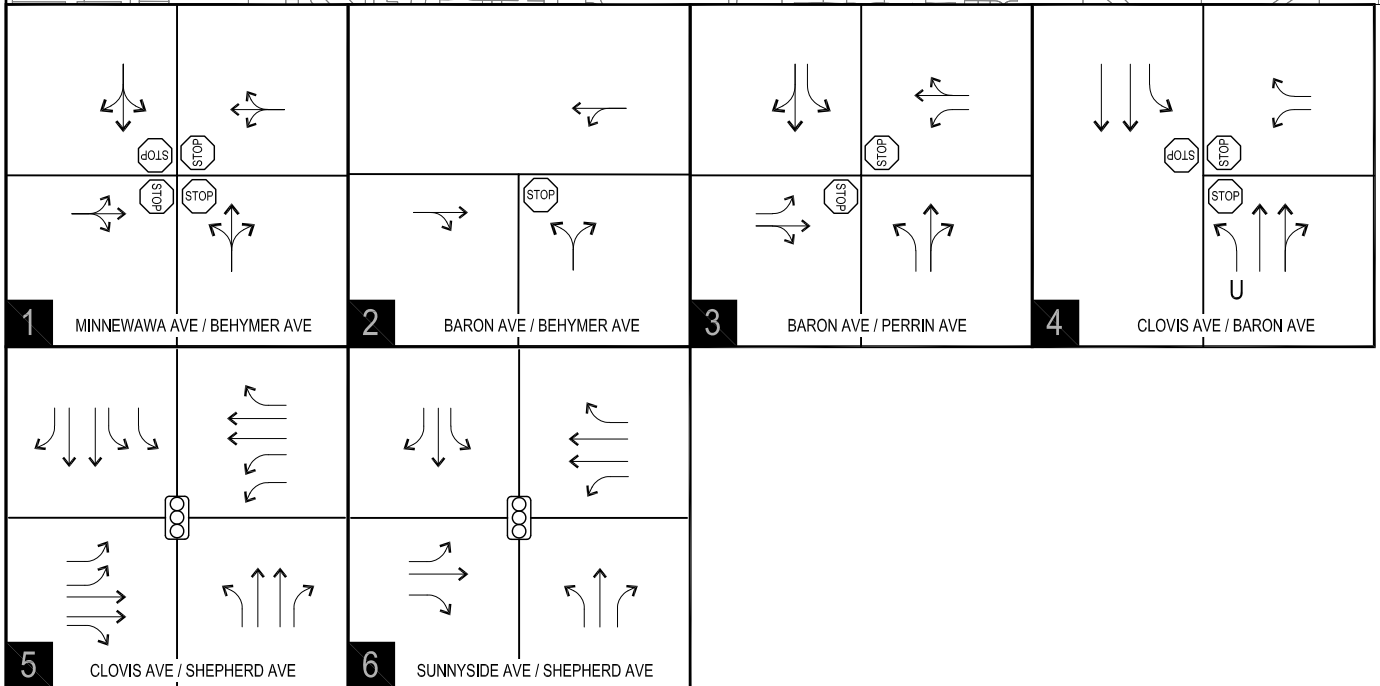 STOP
STOP
STOP
STOP
1
MINNEWAWA AVE / BEHYMER AVE
STOP
2
BARON AVE / BEHYMER AVE
STOP
STOP
3
BARON AVE / PERRIN AVE
STOP
STOP
STOP
U
4
CLOVIS AVE / BARON AVE
5
CLOVIS AVE / SHEPHERD AVE
6
SUNNYSIDE AVE / SHEPHERD AVE